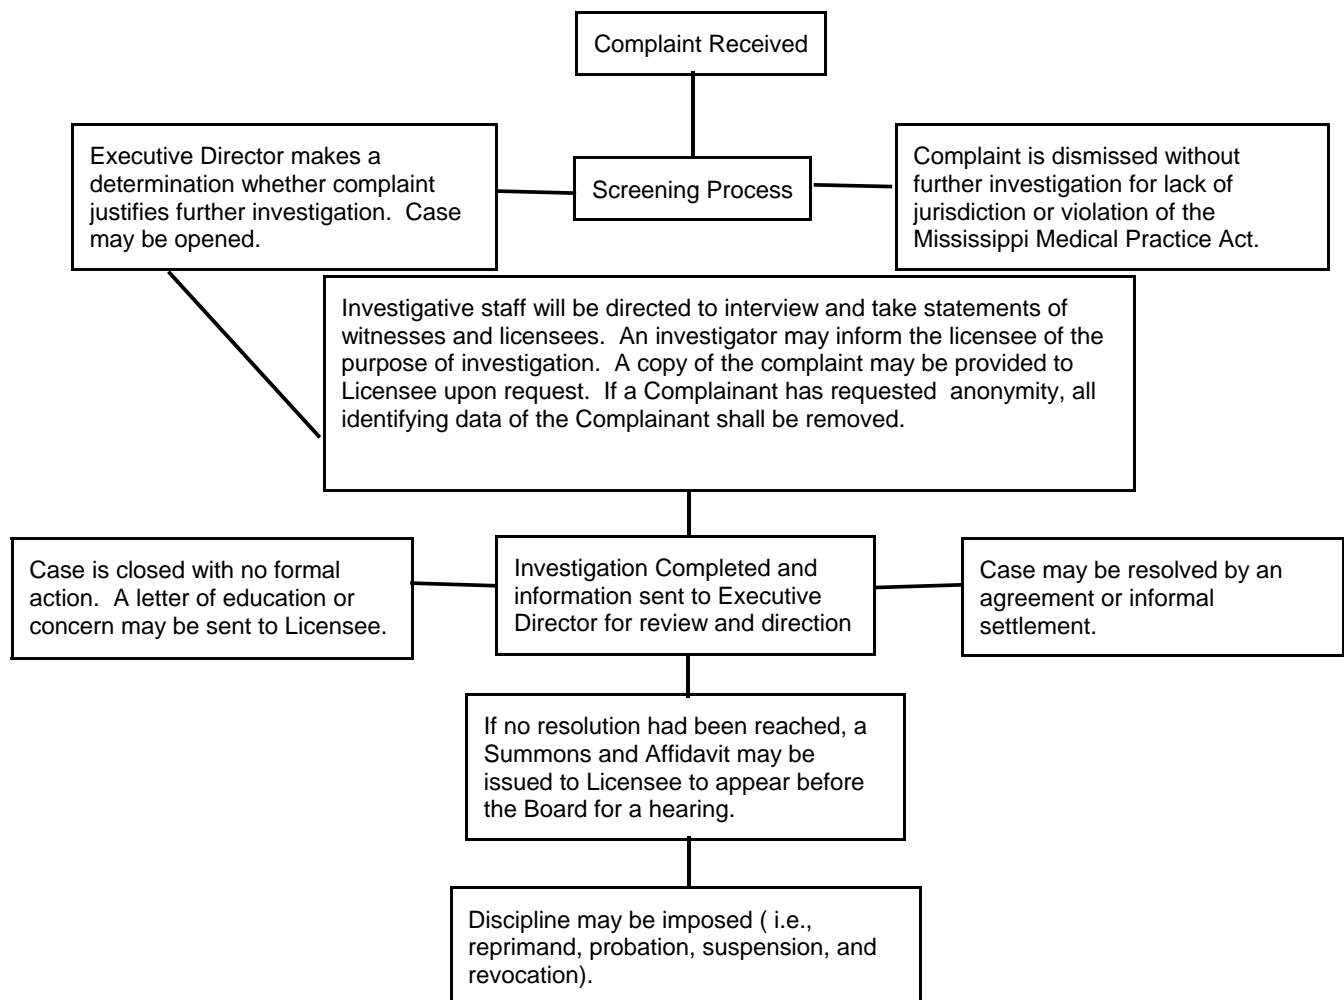 Complaint Received
Executive Director makes a
determination whether complaint
justifies further investigation.  Case
may be opened.
Screening Process
Complaint is dismissed without
further investigation for lack of
jurisdiction or violation of the
Mississippi Medical Practice Act.
Investigative staff will be directed to interview and take statements of
witnesses and licensees.  An investigator may inform the licensee of the
purpose of investigation.  A copy of the complaint may be provided to
Licensee upon request.  If a Complainant has requested  anonymity, all
identifying data of the Complainant shall be removed.
Case is closed with no formal
action.  A letter of education or
concern may be sent to Licensee.
Investigation Completed and
information sent to Executive
Director for review and direction
Case may be resolved by an
agreement or informal
settlement.
If no resolution had been reached, a
Summons and Affidavit may be
issued to Licensee to appear before
the Board for a hearing.
Discipline may be imposed ( i.e.,
reprimand, probation, suspension, and
revocation).